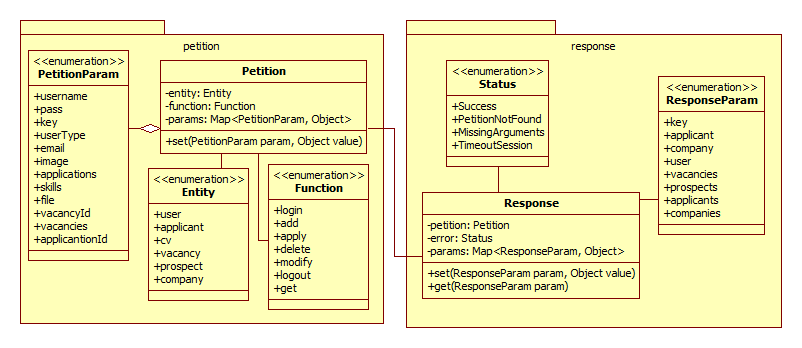 petition
<<enumeration>>
PetitionParam
+username
+pass
+key
+userType
+email
+image
+applications
+skills
+file
+vacancyId
+vacancies
+applicantionId
Petition
-entity: Entity
-function: Function
-params: Map<PetitionParam, Object>
+set(PetitionParam param, Object value)
<<enumeration>>
Entity
+user
+applicant
+cv
+vacancy
+prospect
+company
<<enumeration>>
Function
+login
+add
+apply
+delete
+modify
+logout
+get
response
<<enumeration>>
Status
+Success
+PetitionNotFound
+MissingArguments
+TimeoutSession
<<enumeration>>
ResponseParam
+key
+applicant
+company
+user
+vacancies
+prospects
+applicants
+companies
Response
-petition: Petition
-error: Status
-params: Map<ResponseParam, Object>
+set(ResponseParam param, Object value)
+get(ResponseParam param)